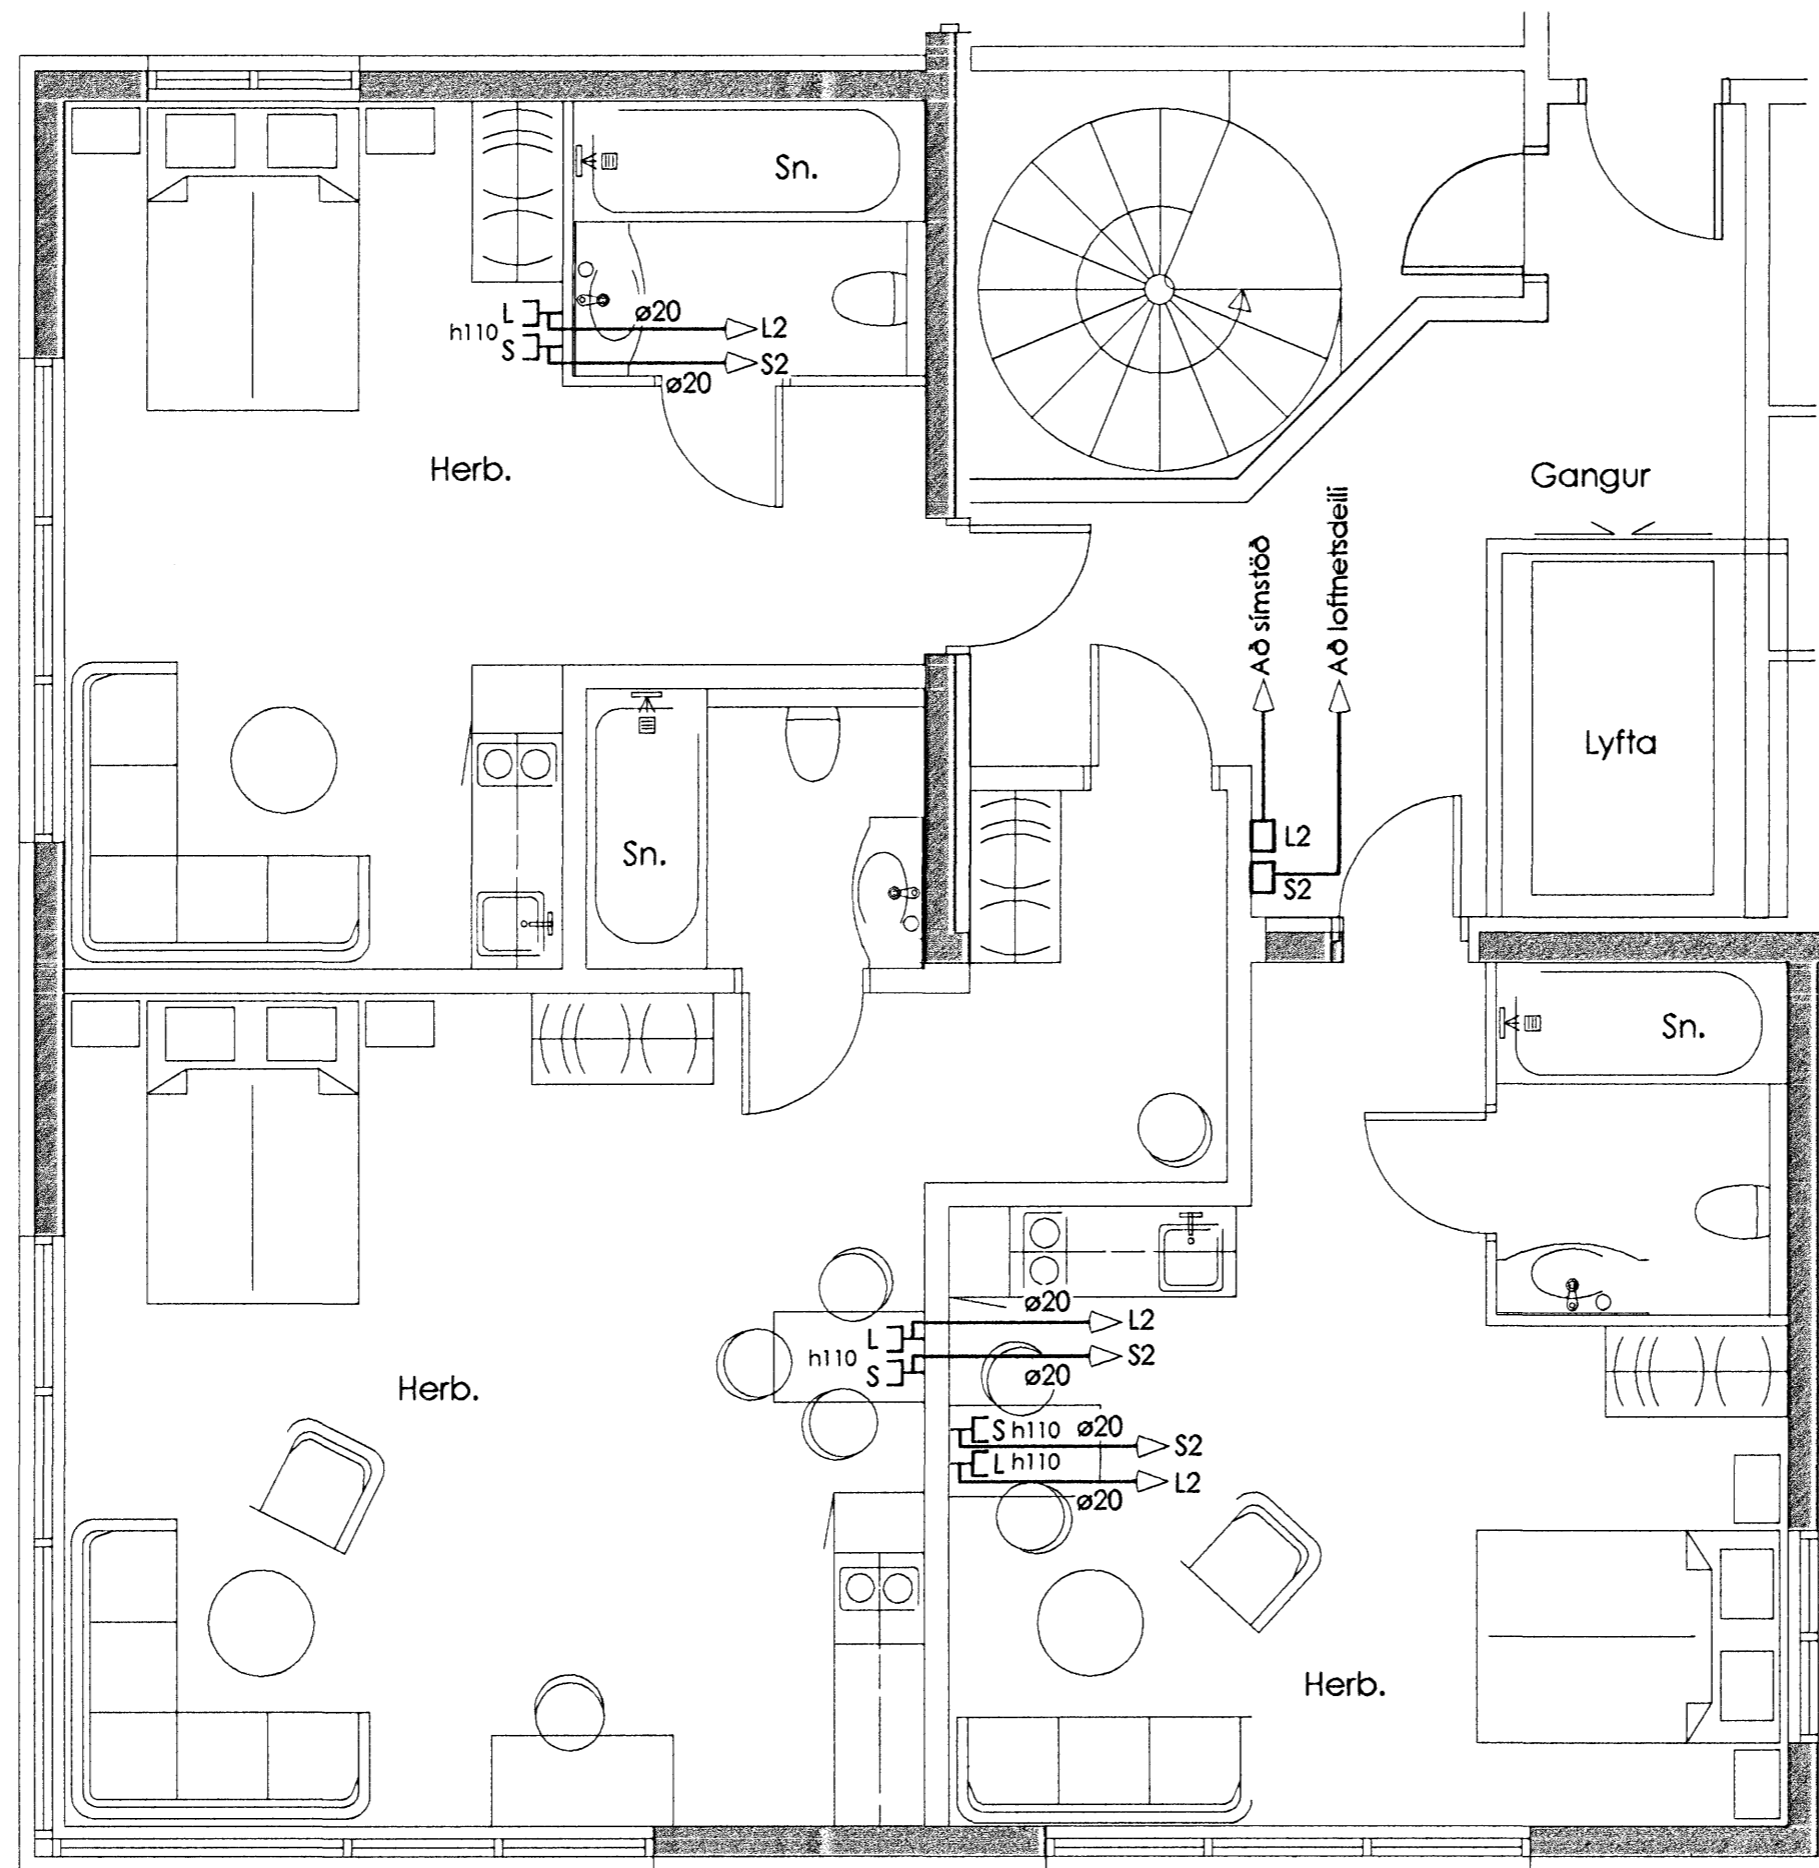 Sn.
L
h110
S
ø20
L2
S2
ø20
Herb.
Gangur
Að símstöð
Að loftnetsdeili
Lyfta
L2
S2
Sn.
Sn.
ø20
L
L2
h110
S
S2
ø20
Herb.
S h110 ø20
S2
L h110
L2
ø20
Herb.